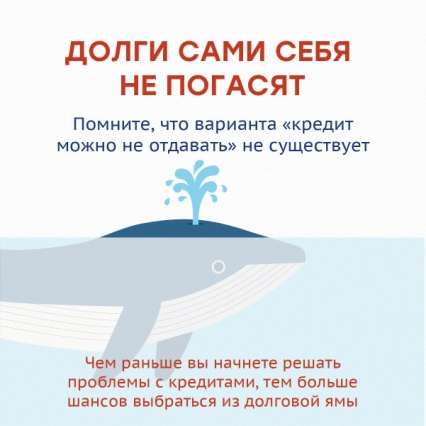 ДОЛГИ САМИ СЕБЯ
НЕ ПОГАСЯТ
Помните, что варианта «кредит
можно не отдавать» не существует
Чем раньше вы начнете решать
проблемы с кредитами, тем больше
шансов выбраться из долговой ямы